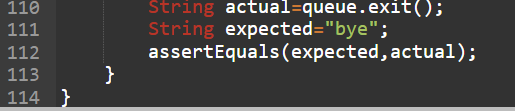 110 String actual=queue.exit();
111 String expected="bye";
112 assertEquals(expected,actual);
113 }
114 }